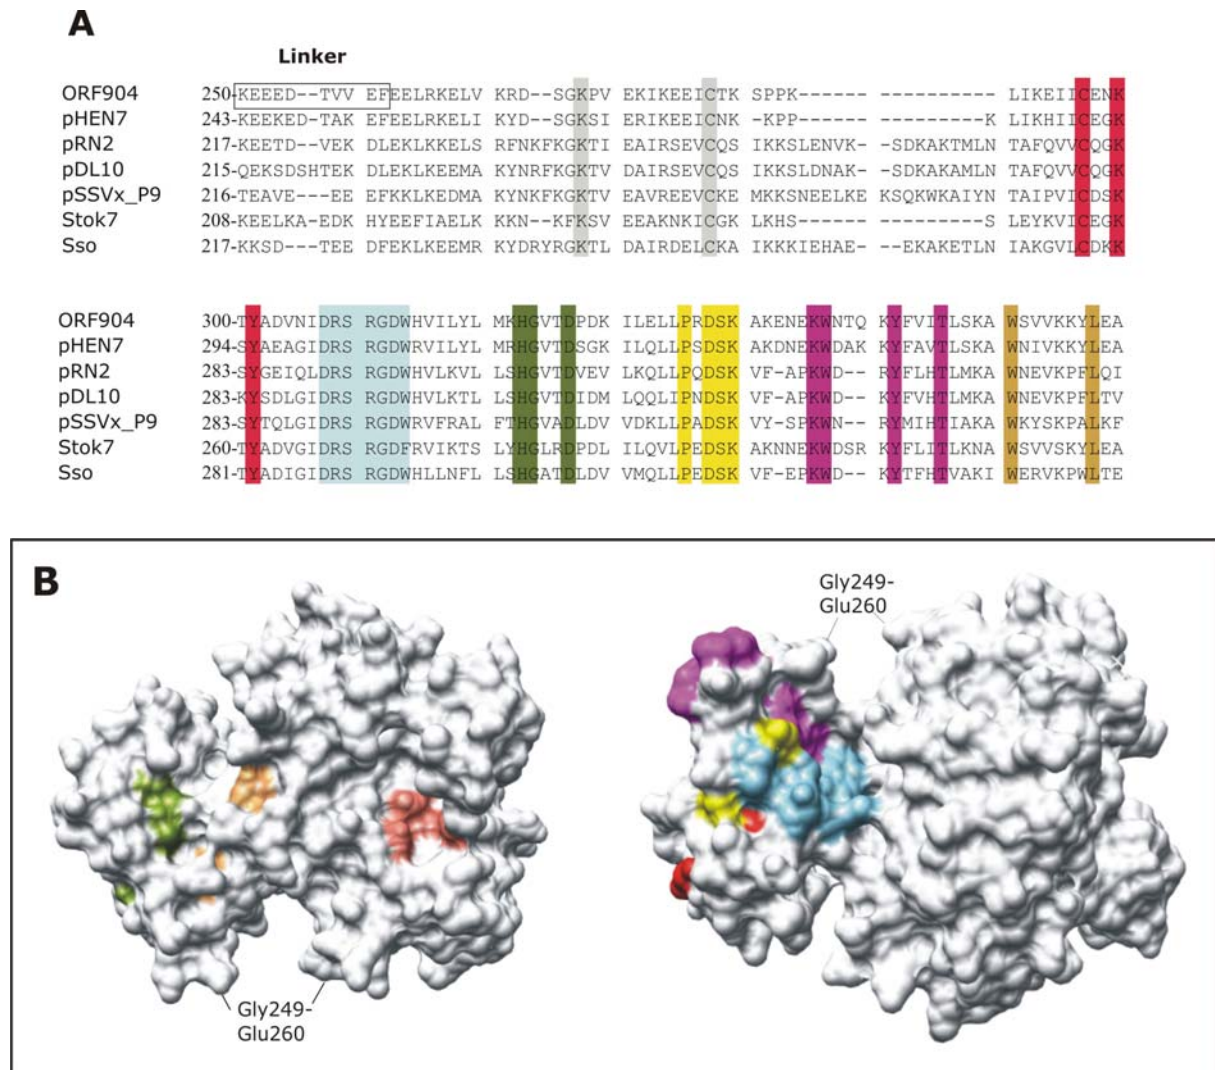 A
Linker
ORF904 250-KEEED--TVV EFEELRKELV KRD--SGKPV EKIKEEICTK SPPK------ ---------- LIKEIICENK
pHEN7 243-KEEKED-TAK EFEELRKELI KYD--SGKSI ERIKEEICNK -KPP------ ---------K LIKHIICEGK
pRN2 217-KEETD--VEK DLEKLKEELS RFNKFKGKTI EAIRSEVCQS IKKSLENVK- -SDKAKTMLN TAFQVVCQGK
pDL10 215-QEKSDSHTEK DLEKLKEEMA KYNRFKGKTV DAIRSEVCQS IKKSLDNAK- -SDKAKAMLN TAFQVVCQGK
pSSVx_P9 216-TEAVE---EE EFKKLKEDMA KYNKFKGKTV EAVREEVCKE MKKSNEELKE KSQKWKAIYN TAIPVICDSK
Stok7 208-KEELKA-EDK HYEEFIAELK KKN--KFKSV EEAKNKICGK LKHS------ ---------S SLEYKVICEGK
Sso 217-KKSD---TEE DFEKLKEEMR KYDRYRGKTL DAIRDELCKA IKKKIEHAE- --EKAKETLN IAKGVLCDKK
ORF904 300-TYADVNIDRS RGDWHVILYL MKHGVTDPDK ILELLPRDSK AKENEKWNTQ KYFVITLSKA WSVVKKYLEA
pHEN7 294-SYAEAGIDRS RGDWRVILYL MRHGVTDSGK ILQLLPSDSK AKDNEKWDAK KYFAVTLSKA WNIVKKYLEA
pRN2 283-SYGEIQLDRS RGDWHVLKVL LSHGVTDVEV LKQLLPQDSK VF-APKWD-- KYFLHTLMKA WNEVKPFLQI
pDL10 283-KYSDLGIDRS RGDWHVLKTL LSHGVTDIDM LQQLIPNDSK VF-APKWD-- KYFVHTLMKA WNEVKPFLTV
pSSVx_P9 283-SYTQLGIDRS RGDWRVFRAL FTHGVADLDV VDKLLPADSK VY-SPKWN-- RYMIHTIAKA WKYSKPALKF
Stok7 260-TYADVGIDRS RGDFRVIKTS LYHGLRDPDL ILQVLPEDSK AKNNEKWDSR KYFLITLKNA WSVVSKYLEA
Sso 281-TYADIGIDRS RGDWHLLNFL LSHGATDLDV VMQLLPEDSK VF-EPKWD-- KYTFHTVAKI WERVKPWLTE
B
Gly249-
Glu260
Gly249-
Glu260